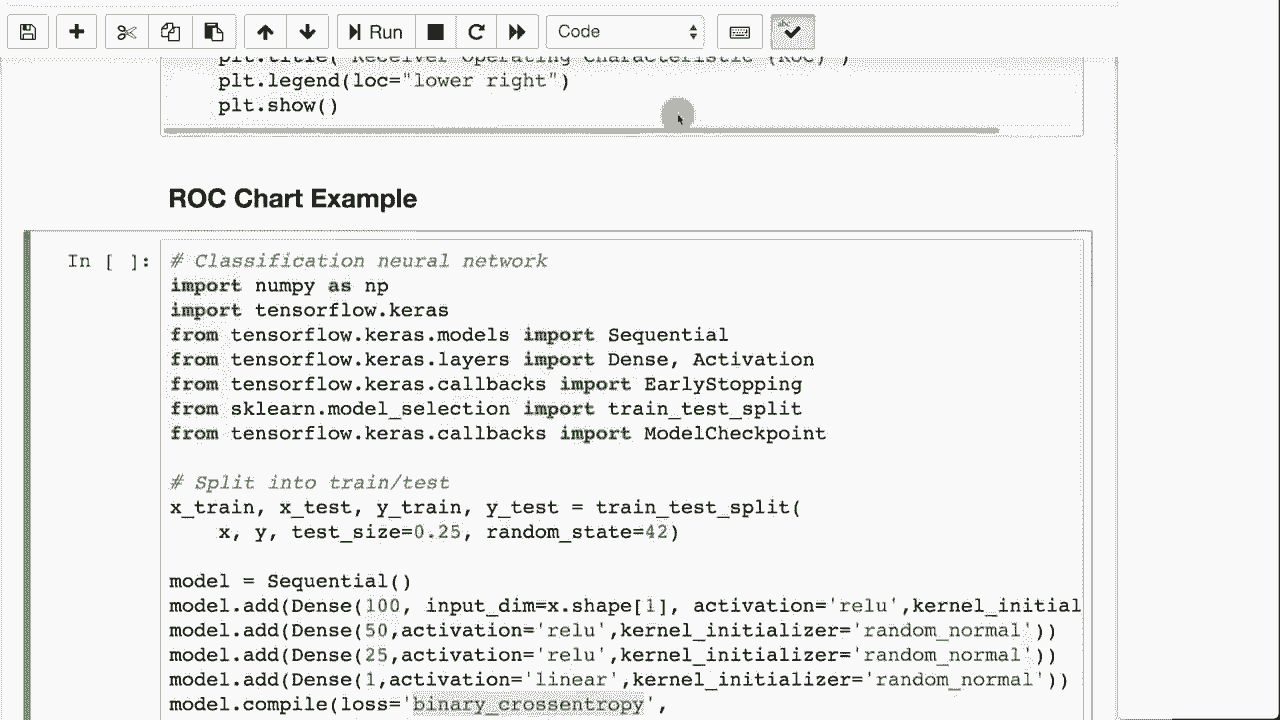 Run
Code
plt.title('Receiver Operating Characteristic (ROC)')
plt.legend(loc="lower right")
plt.show()
ROC Chart Example
In [ ]:
# Classification neural network
import numpy as np
import tensorflow.keras
from tensorflow.keras.models import Sequential
from tensorflow.keras.layers import Dense, Activation
from tensorflow.keras.callbacks import EarlyStopping
from sklearn.model_selection import train_test_split
from tensorflow.keras.callbacks import ModelCheckpoint
# Split into train/test
x_train, x_test, y_train, y_test = train_test_split(
x, y, test_size=0.25, random_state=42)
model = Sequential()
model.add(Dense(100, input_dim=x.shape[1], activation='relu',kernel_initial
model.add(Dense(50,activation='relu',kernel_initializer='random_normal'))
model.add(Dense(25,activation='relu',kernel_initializer='random_normal'))
model.add(Dense(1,activation='linear',kernel_initializer='random_normal'))
model.compile(loss='binary_crossentropy',